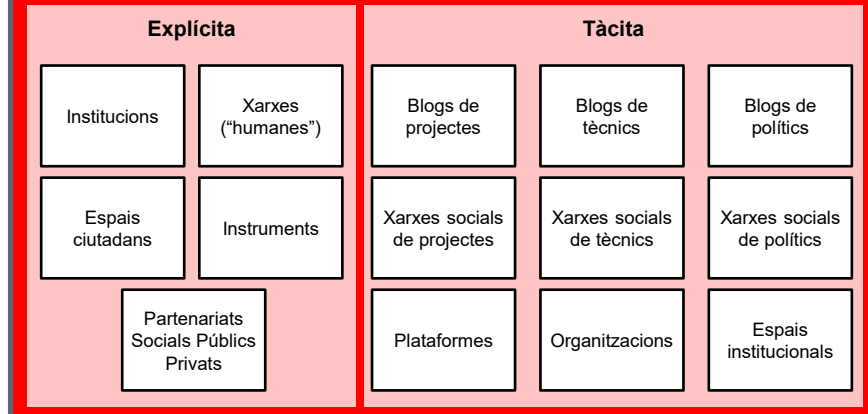 Explícita
Institucions
Xarxes
(“humanes”)
Espais
ciutadans
Instruments
Partenariats
Socials Públics
Privats
Tàcita
Blogs de
projectes
Blogs de
tècnics
Blogs de
polítics
Xarxes socials
de projectes
Xarxes socials
de tècnics
Xarxes socials
de polítics
Plataformes
Organitzacions
Espais
institucionals